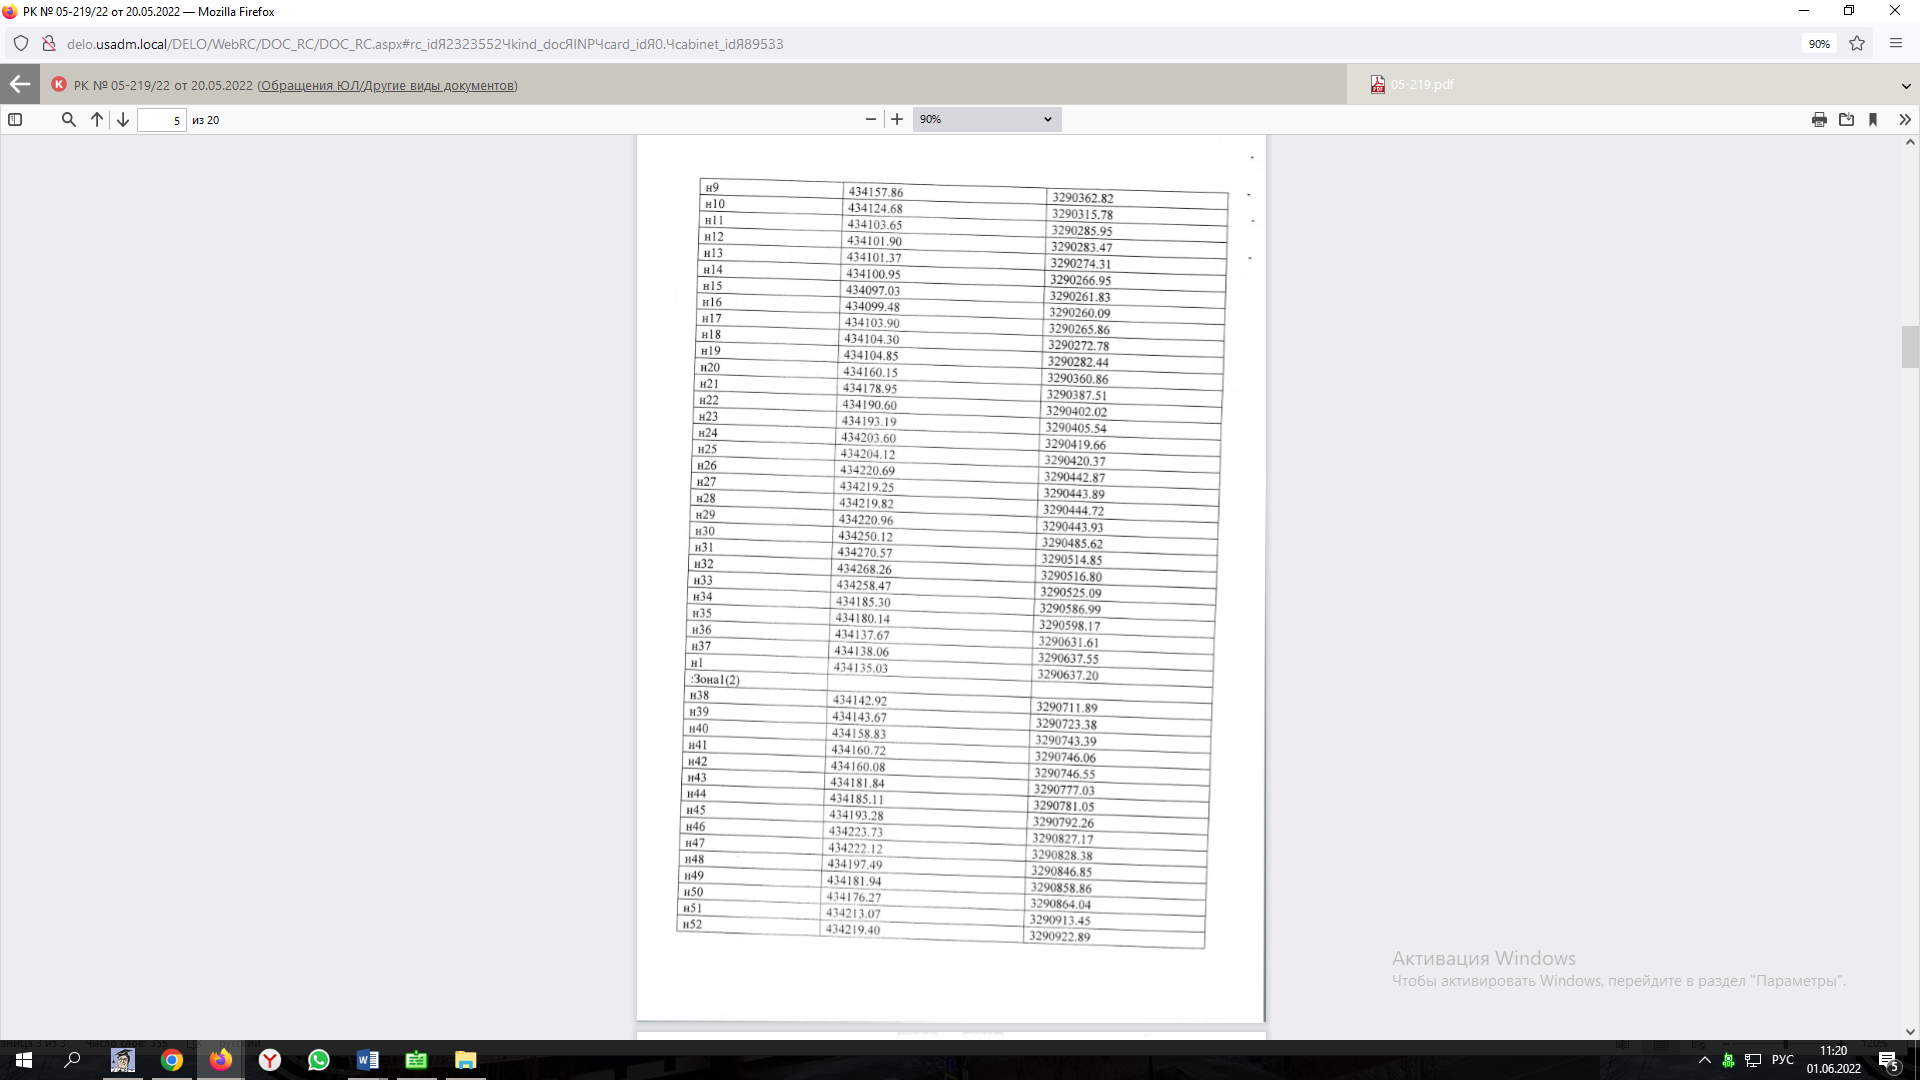 РК № 05-219/22 от 20.05.2022 — Mozilla Firefox
delo.usadm.local/DELO/WebRC/DOC_RC/DOC_RC.aspx#rc_idЯ2323552Чkind_docЯINPЧcard_idЯ0.Чcabinet_idЯ89533
90%
РК № 05-219/22 от 20.05.2022 (Обращения ЮЛ/Другие виды документов)
05-219.pdf
5 из 20
90%
н9 434157.86 3290362.82
н10 434124.68 3290315.78
н11 434103.65 3290285.95
н12 434101.90 3290283.47
н13 434101.37 3290274.31
н14 434100.95 3290266.95
н15 434097.03 3290261.83
н16 434099.48 3290260.09
н17 434103.90 3290265.86
н18 434104.30 3290272.78
н19 434104.85 3290282.44
н20 434160.15 3290360.86
н21 434178.95 3290387.51
н22 434190.60 3290402.02
н23 434193.19 3290405.54
н24 434203.60 3290419.66
н25 434204.12 3290420.37
н26 434220.69 3290442.87
н27 434219.25 3290443.89
н28 434219.82 3290444.72
н29 434220.96 3290443.93
н30 434250.12 3290485.62
н31 434270.57 3290514.85
н32 434268.26 3290516.80
н33 434258.47 3290525.09
н34 434185.30 3290586.99
н35 434180.14 3290598.17
н36 434137.67 3290631.61
н37 434138.06 3290637.55
н1 434135.03 3290637.20
:Зона1(2)
н38 434142.92 3290711.89
н39 434143.67 3290723.38
н40 434158.83 3290743.39
н41 434160.72 3290746.06
н42 434160.08 3290746.55
н43 434181.84 3290777.03
н44 434185.11 3290781.05
н45 434193.28 3290792.26
н46 434223.73 3290827.17
н47 434222.12 3290828.38
н48 434197.49 3290846.85
н49 434181.94 3290858.86
н50 434176.27 3290864.04
н51 434213.07 3290913.45
н52 434219.40 3290922.89
Активация Windows
Чтобы активировать Windows, перейдите в раздел "Параметры".
РУС
11:20
01.06.2022
5